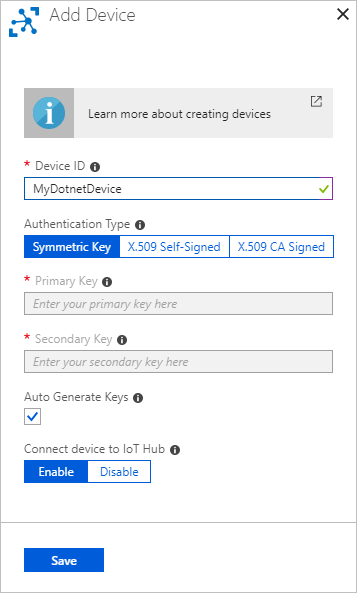 Add Device
Learn more about creating devices
* Device ID
MyDotnetDevice
Authentication Type
Symmetric Key X.509 Self-Signed X.509 CA Signed
* Primary Key
Enter your primary key here
* Secondary Key
Enter your secondary key here
Auto Generate Keys
Connect device to IoT Hub
Enable Disable
Save